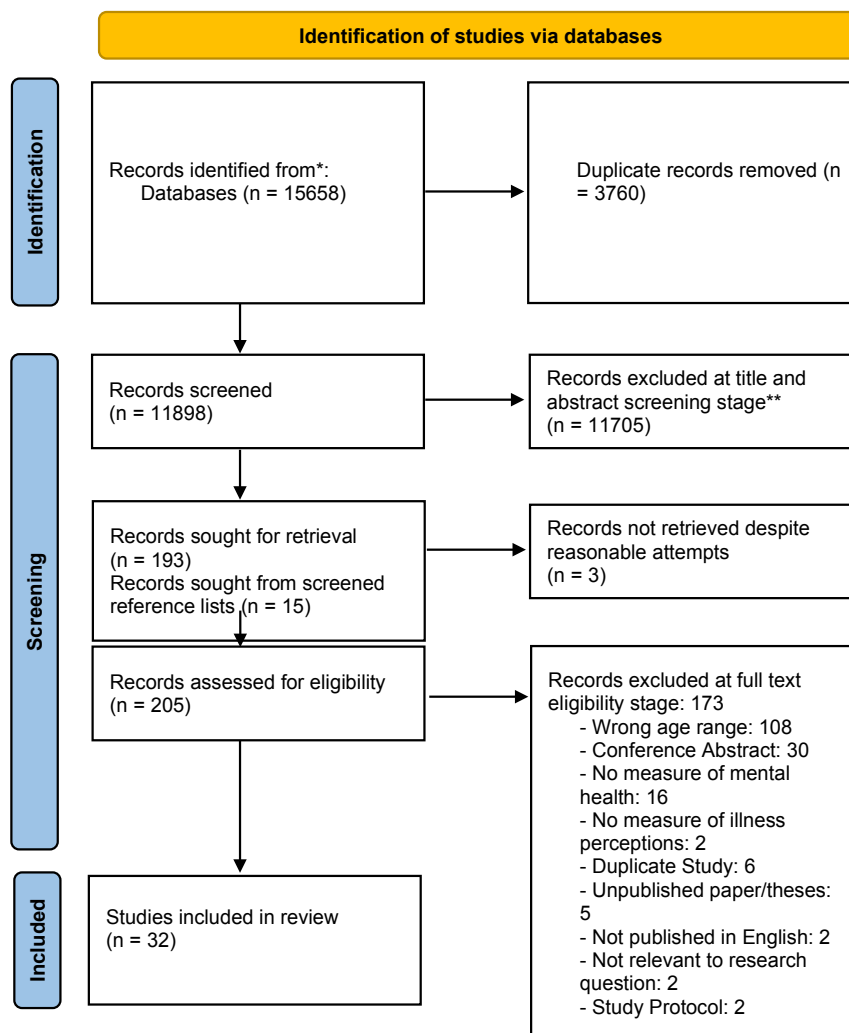 Identification of studies via databases
Identification
Records identified from*:
Databases (n = 15658)
Duplicate records removed (n
= 3760)
Screening
Records screened
(n = 11898)
Records excluded at title and
abstract screening stage**
(n = 11705)
Records sought for retrieval
(n = 193)
Records sought from screened
reference lists (n = 15)
Records not retrieved despite
reasonable attempts
(n = 3)
Records assessed for eligibility
(n = 205)
Records excluded at full text
eligibility stage: 173
- Wrong age range: 108
- Conference Abstract: 30
- No measure of mental
health: 16
- No measure of illness
perceptions: 2
- Duplicate Study: 6
- Unpublished paper/theses:
5
- Not published in English: 2
- Not relevant to research
question: 2
- Study Protocol: 2
Included
Studies included in review
(n = 32)